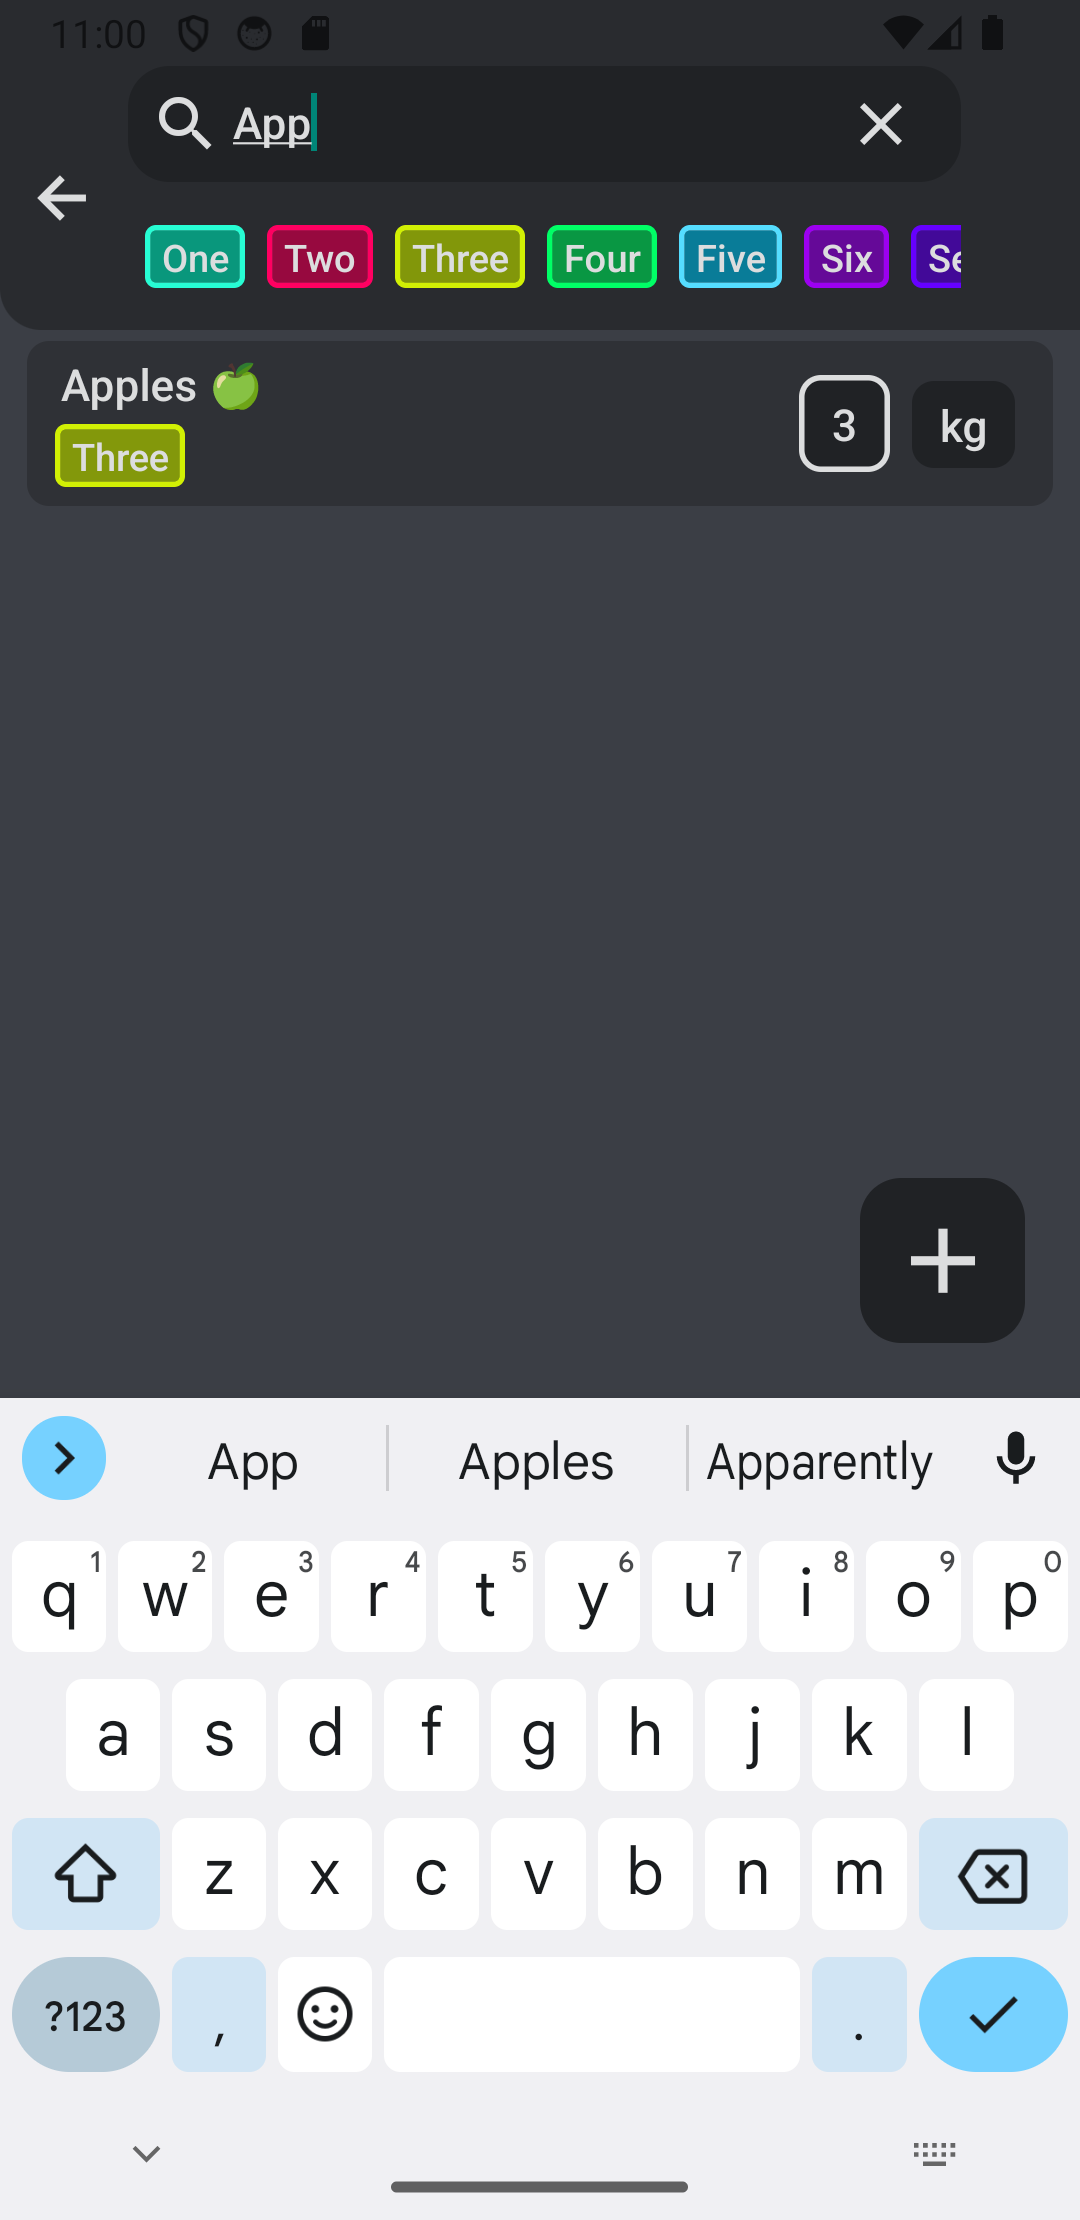 11:00
App
One Two Three Four Five Six Se
Apples 🍏
3 kg
Three
App Apples Apparently
q 1 w 2 e 3 r 4 t 5 y 6 u 7 i 8 o 9 p 0
a s d f g h j k l
z x c v b n m
?123 , .